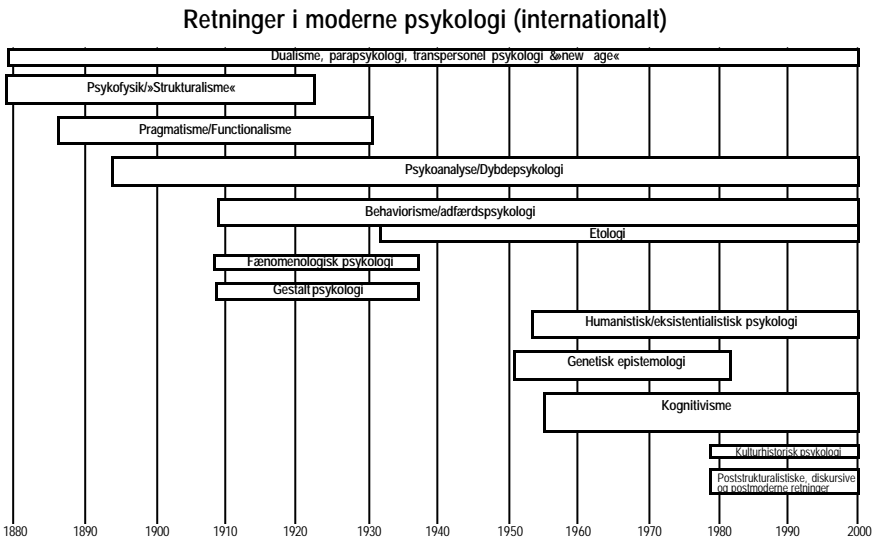 Retninger i moderne psykologi (internationalt)
Dualisme, parapsykologi, transpersonel psykologi &»new age«
Psykofysik/»Strukturalisme«
Pragmatisme/Functionalisme
Psykoanalyse/Dybdepsykologi
Behaviorisme/adfærdspsykologi
Etologi
Fænomenologisk psykologi
Gestalt psykologi
Humanistisk/eksistentialistisk psykologi
Genetisk epistemologi
Kognitivisme
Kulturhistorisk psykologi
Poststrukturalistiske, diskursive
og postmoderne retninger
1880 1890 1900 1910 1920 1930 1940 1950 1960 1970 1980 1990 2000